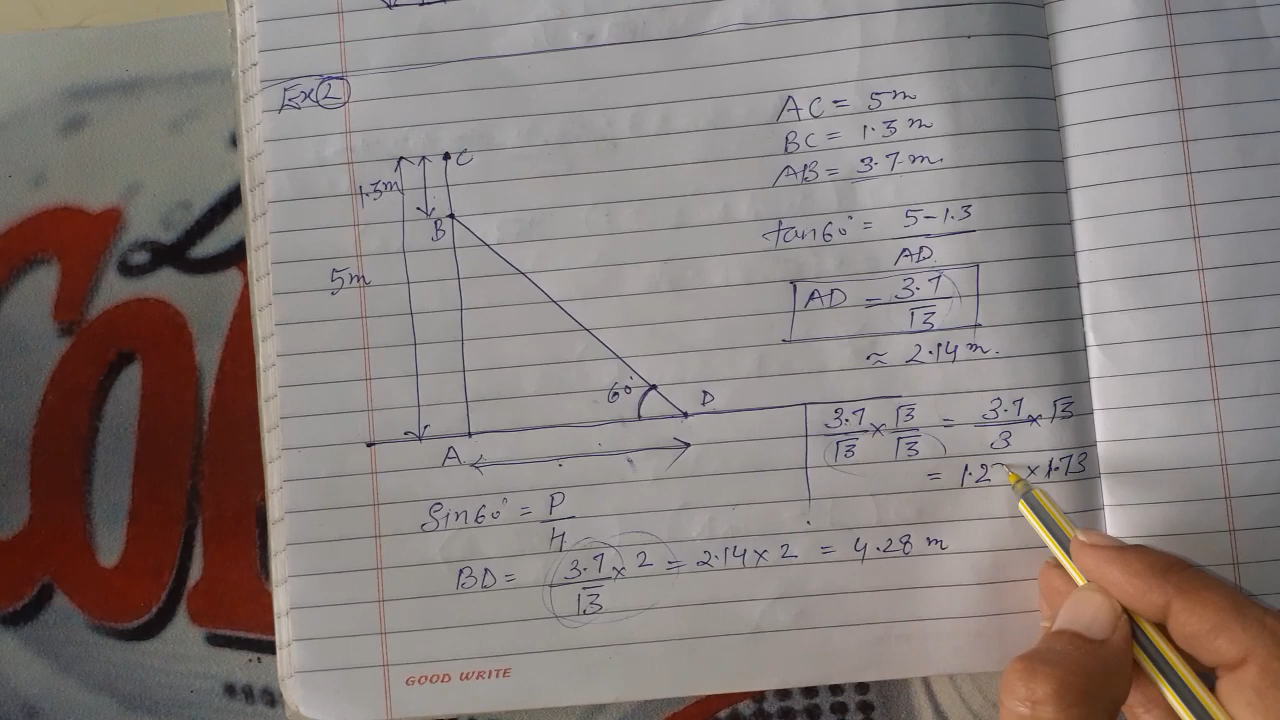 Ex 2
AC = 5m
BC = 1.3 m
AB = 3.7 m.
C
1.3m
B
5m
tan60° = 5-1.3 / AD
AD = 3.7/√3
≈ 2.14 m.
60°
D
A
3.7/√3 × √3/√3 = 3.7/3 × √3
= 1.2 × 1.73
Sin60° = P/H
BD = 3.7/√3 × 2 = 2.14 × 2 = 4.28 m
GOOD WRITE